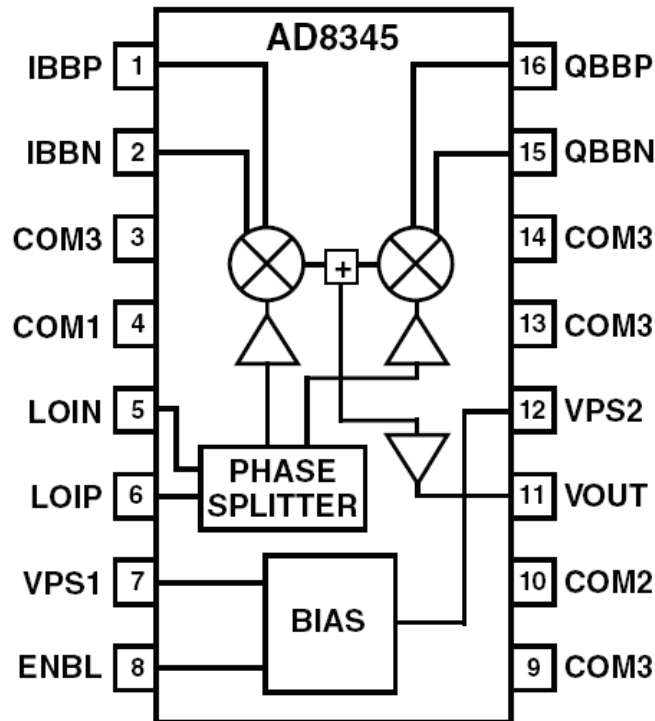 AD8345
IBBP 1
IBBN 2
COM3 3
COM1 4
LOIN 5
LOIP 6
VPS1 7
ENBL 8
+
PHASE
SPLITTER
BIAS
16 QBBP
15 QBBN
14 COM3
13 COM3
12 VPS2
11 VOUT
10 COM2
9 COM3